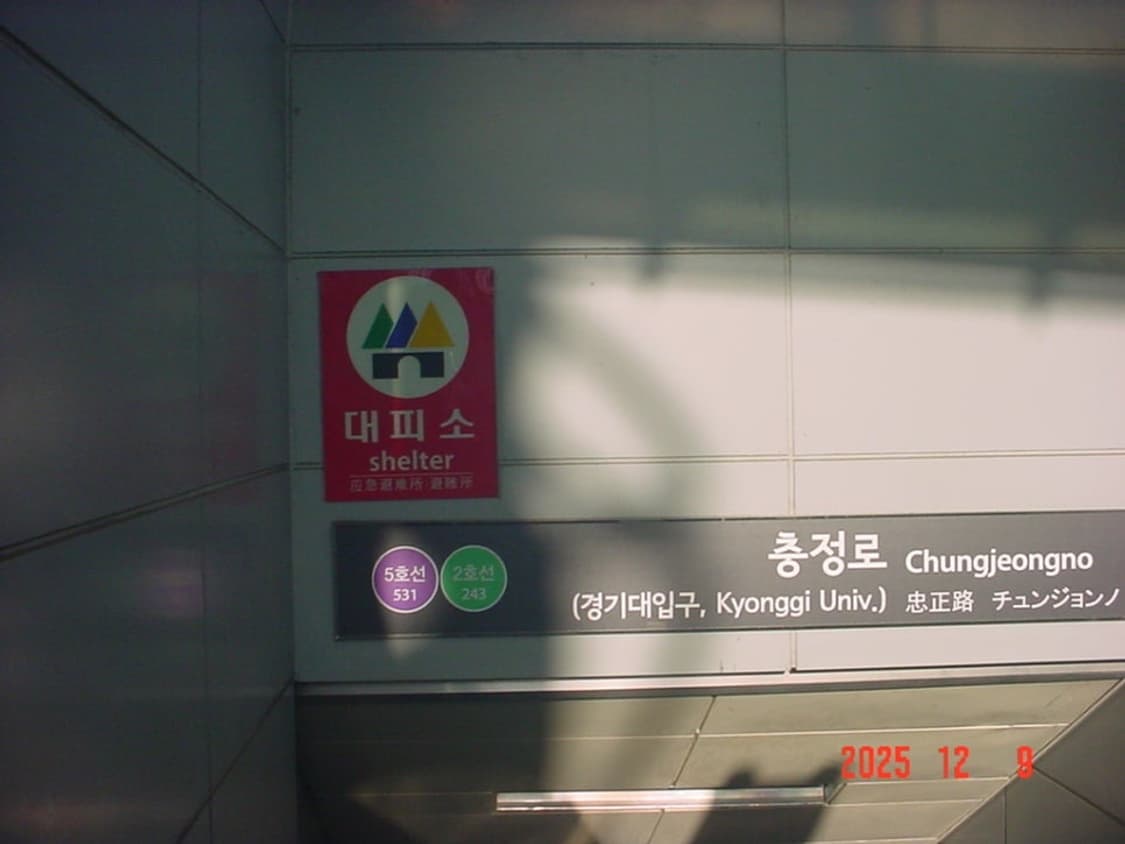 대피소
shelter
应急避难所 避難所
5호선
531
2호선
243
충정로 Chungjeongno
(경기대입구, Kyonggi Univ.) 忠正路 チュンジョンノ
2025 12 9